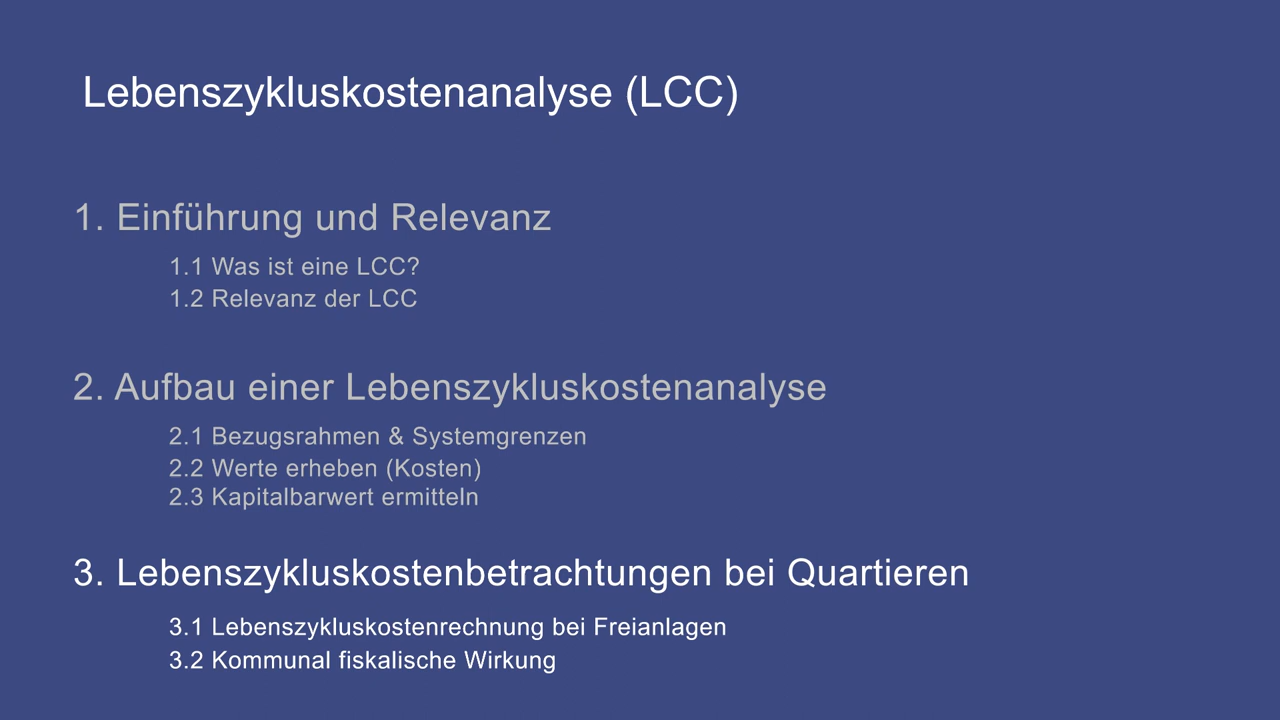 Lebenszykluskostenanalyse (LCC)
1. Einführung und Relevanz
1.1 Was ist eine LCC?
1.2 Relevanz der LCC
2. Aufbau einer Lebenszykluskostenanalyse
2.1 Bezugsrahmen & Systemgrenzen
2.2 Werte erheben (Kosten)
2.3 Kapitalbarwert ermitteln
3. Lebenszykluskostenbetrachtungen bei Quartieren
3.1 Lebenszykluskostenrechnung bei Freianlagen
3.2 Kommunal fiskalische Wirkung